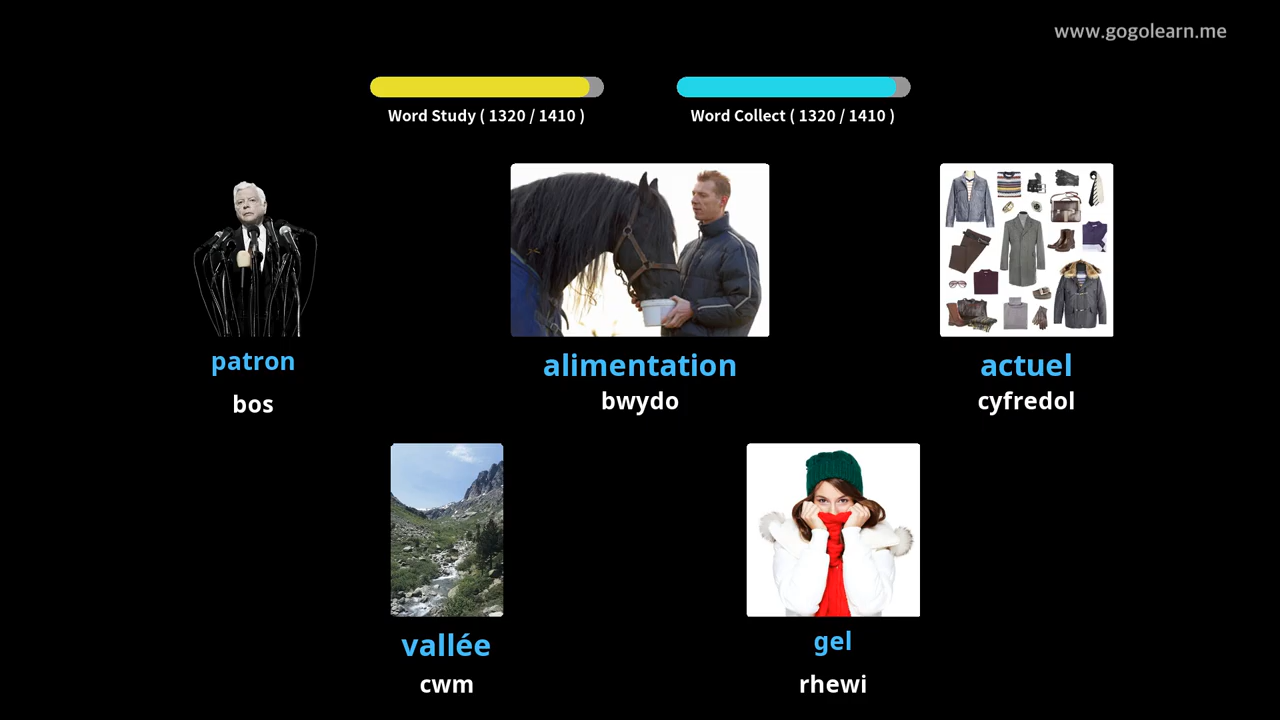 www.gogolearn.me
Word Study ( 1320 / 1410 )
Word Collect ( 1320 / 1410 )
patron
bos
alimentation
bwydo
actuel
cyfredol
vallée
cwm
gel
rhewi